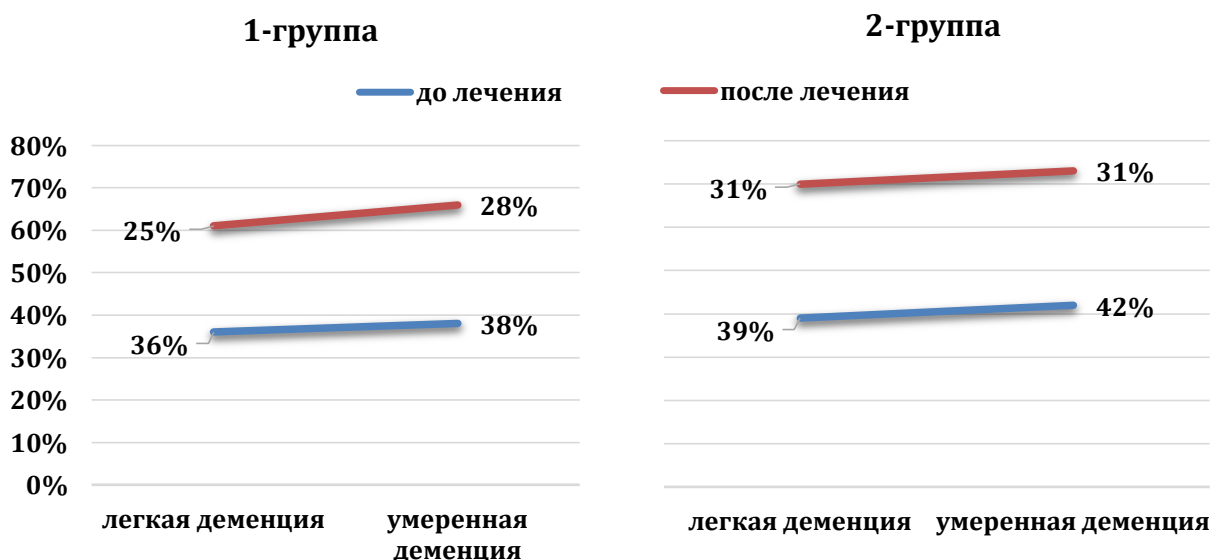 1-группа
2-группа
до лечения
после лечения
80%
70%
60%
50%
40%
30%
20%
10%
0%
25%
28%
36%
38%
легкая деменция
умеренная
деменция
31%
31%
39%
42%
легкая деменция
умеренная деменция